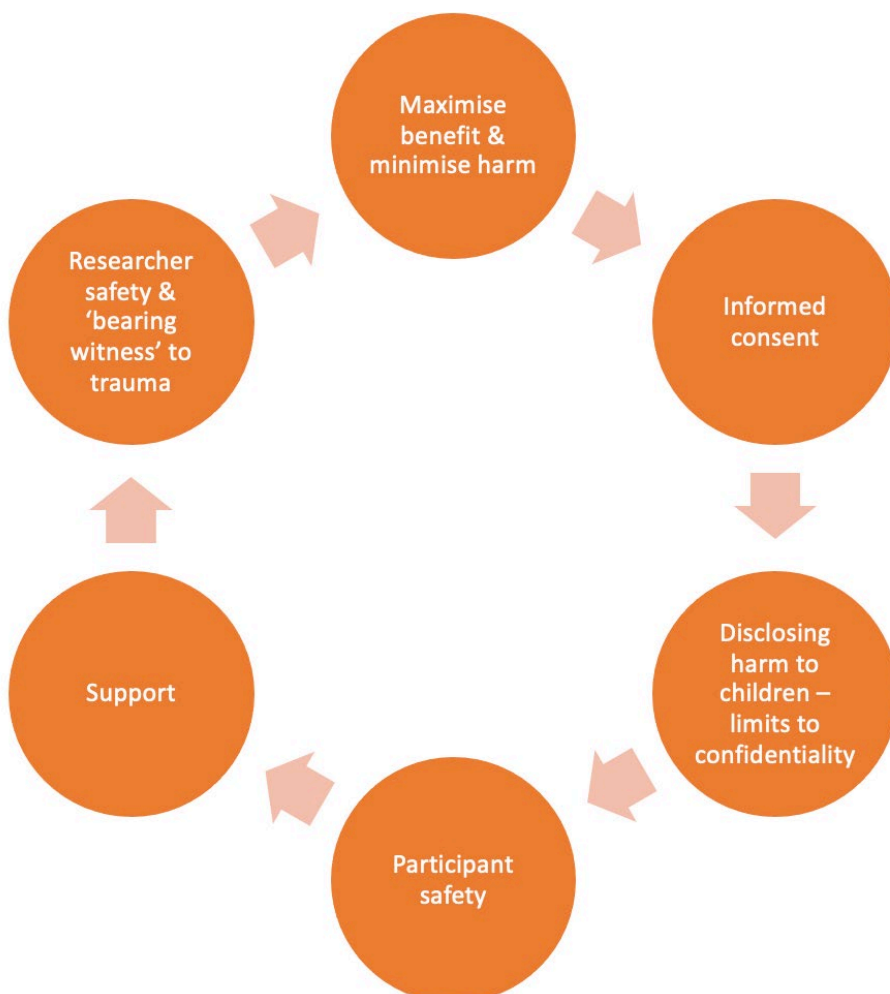 Maximise
benefit &
minimise harm
Informed
consent
Disclosing
harm to
children –
limits to
confidentiality
Participant
safety
Support
Researcher
safety &
‘bearing
witness’ to
trauma